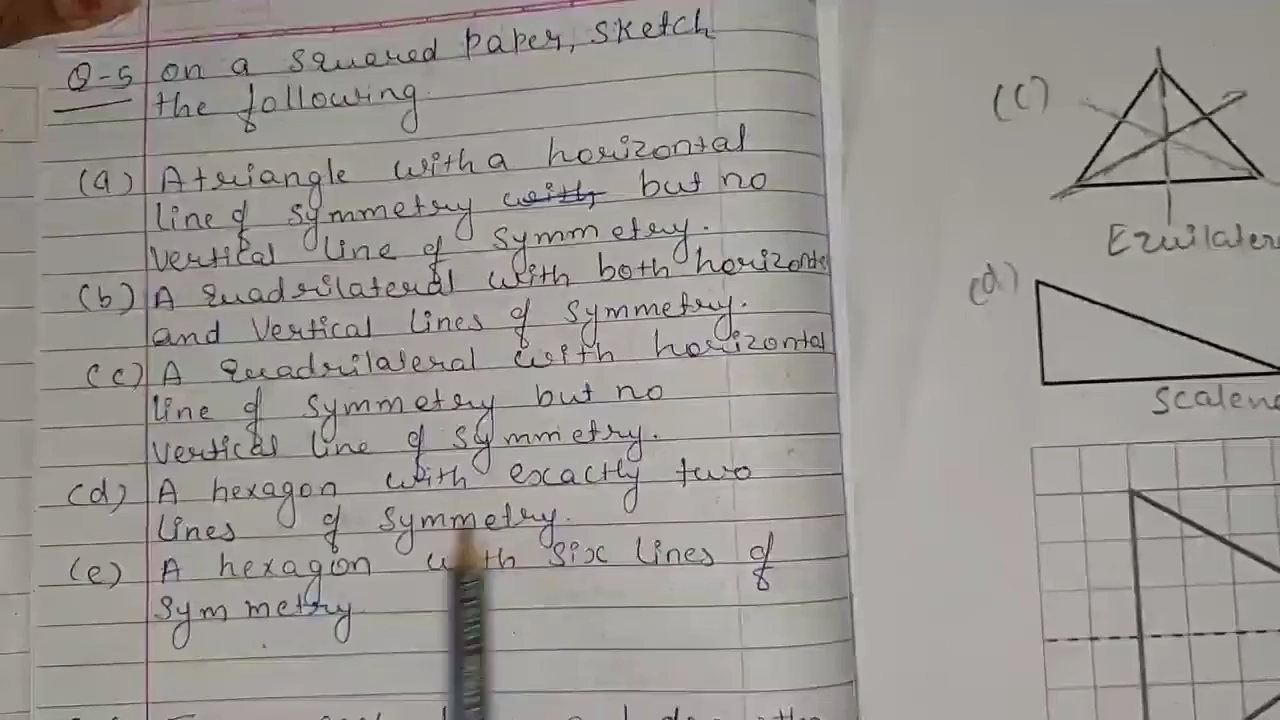 Q-5 on a squared paper, sketch
the following.
(a) A triangle with a horizontal
line of symmetry with but no
vertical line of symmetry.
(b) A quadrilateral with both horizontal
and vertical lines of symmetry.
(c) A quadrilateral with horizontal
line of symmetry but no
vertical line of symmetry.
(d) A hexagon with exactly two
lines of symmetry.
(e) A hexagon with six lines of
symmetry
(c)
(d)
Scalene